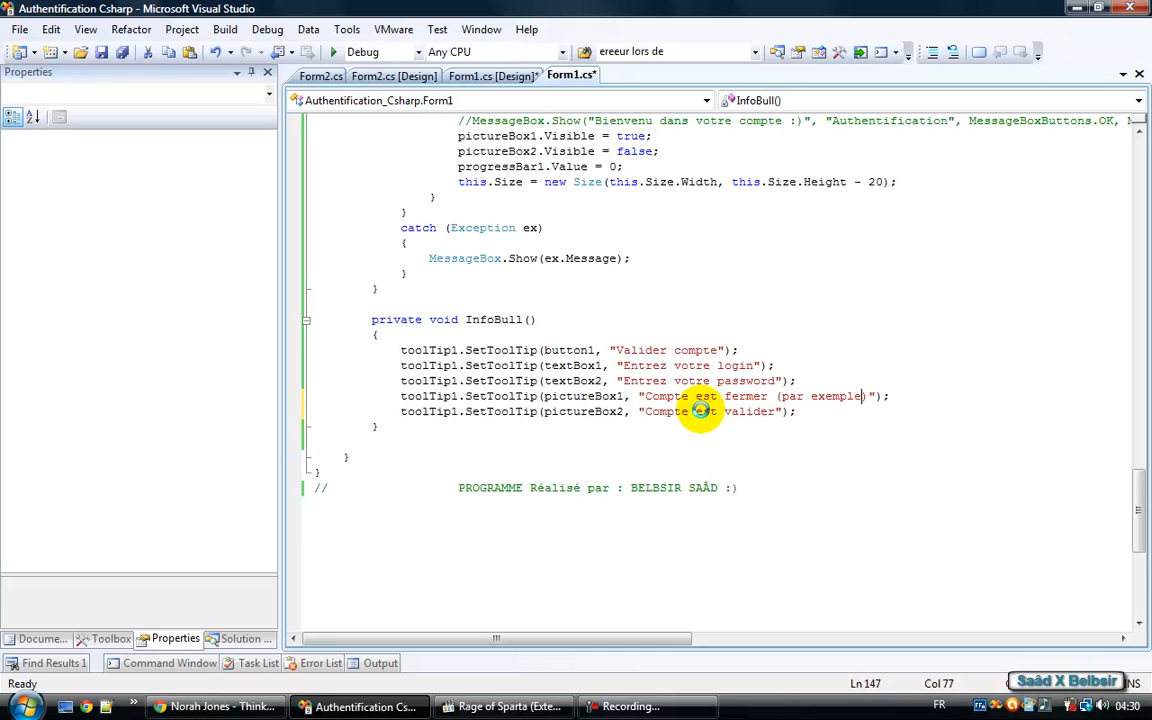 Authentification Csharp - Microsoft Visual Studio
File Edit View Refactor Project Build Debug Data Tools VMware Test Window Help
Debug Any CPU ereeur lors de
Properties
Form2.cs Form2.cs [Design] Form1.cs [Design]* Form1.cs*
Authentification_Csharp.Form1 InfoBull()
//MessageBox.Show("Bienvenu dans votre compte :)", "Authentification", MessageBoxButtons.OK,
pictureBox1.Visible = true;
pictureBox2.Visible = false;
progressBar1.Value = 0;
this.Size = new Size(this.Size.Width, this.Size.Height - 20);
}
}
catch (Exception ex)
{
MessageBox.Show(ex.Message);
}
}
private void InfoBull()
{
toolTip1.SetToolTip(button1, "Valider compte");
toolTip1.SetToolTip(textBox1, "Entrez votre login");
toolTip1.SetToolTip(textBox2, "Entrez votre password");
toolTip1.SetToolTip(pictureBox1, "Compte est fermer (par exemple)");
toolTip1.SetToolTip(pictureBox2, "Compte est valider");
}
}
}
// PROGRAMME Réalisé par : BELBSIR SAÂD :)
Docume... Toolbox Properties Solution ...
Find Results 1 Command Window Task List Error List Output
Ready Ln 147 Col 77 INS
Saâd X Belbsir
Norah Jones - Think... Authentification Cs... Rage of Sparta (Exte... Recording... FR 04:30